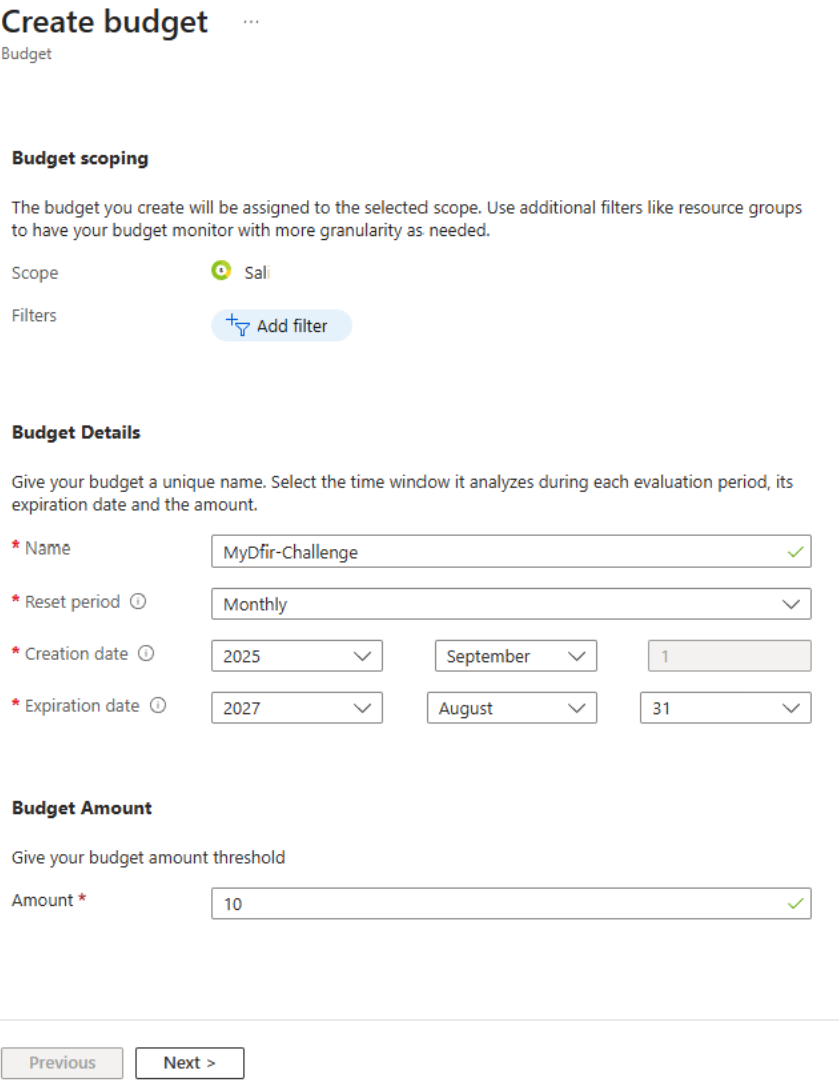 Create budget ...
Budget
Budget scoping
The budget you create will be assigned to the selected scope. Use additional filters like resource groups
to have your budget monitor with more granularity as needed.
Scope Sali
Filters Add filter
Budget Details
Give your budget a unique name. Select the time window it analyzes during each evaluation period, its
expiration date and the amount.
* Name MyDfir-Challenge
* Reset period Monthly
* Creation date 2025 September 1
* Expiration date 2027 August 31
Budget Amount
Give your budget amount threshold
Amount * 10
Previous Next >